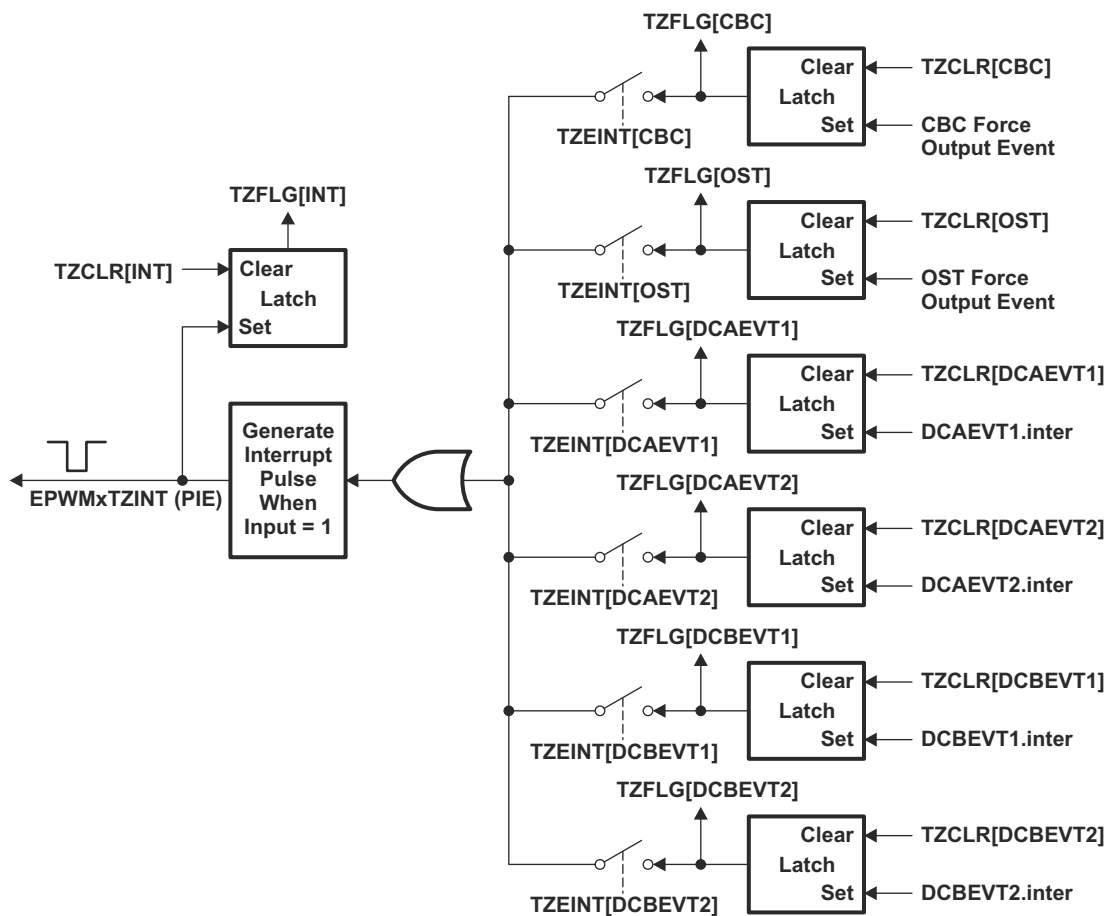 TZFLG[CBC]
Clear
TZCLR[CBC]
Latch
Set
CBC Force
Output Event
TZEINT[CBC]
TZFLG[OST]
Clear
TZCLR[OST]
Latch
Set
OST Force
Output Event
TZEINT[OST]
TZFLG[INT]
TZCLR[INT]
Clear
Latch
Set
TZFLG[DCAEVT1]
Clear
TZCLR[DCAEVT1]
Latch
Set
DCAEVT1.inter
TZEINT[DCAEVT1]
Generate
Interrupt
Pulse
When
Input = 1
EPWMxTZINT (PIE)
TZFLG[DCAEVT2]
Clear
TZCLR[DCAEVT2]
Latch
Set
DCAEVT2.inter
TZEINT[DCAEVT2]
TZFLG[DCBEVT1]
Clear
TZCLR[DCBEVT1]
Latch
Set
DCBEVT1.inter
TZEINT[DCBEVT1]
TZFLG[DCBEVT2]
Clear
TZCLR[DCBEVT2]
Latch
Set
DCBEVT2.inter
TZEINT[DCBEVT2]